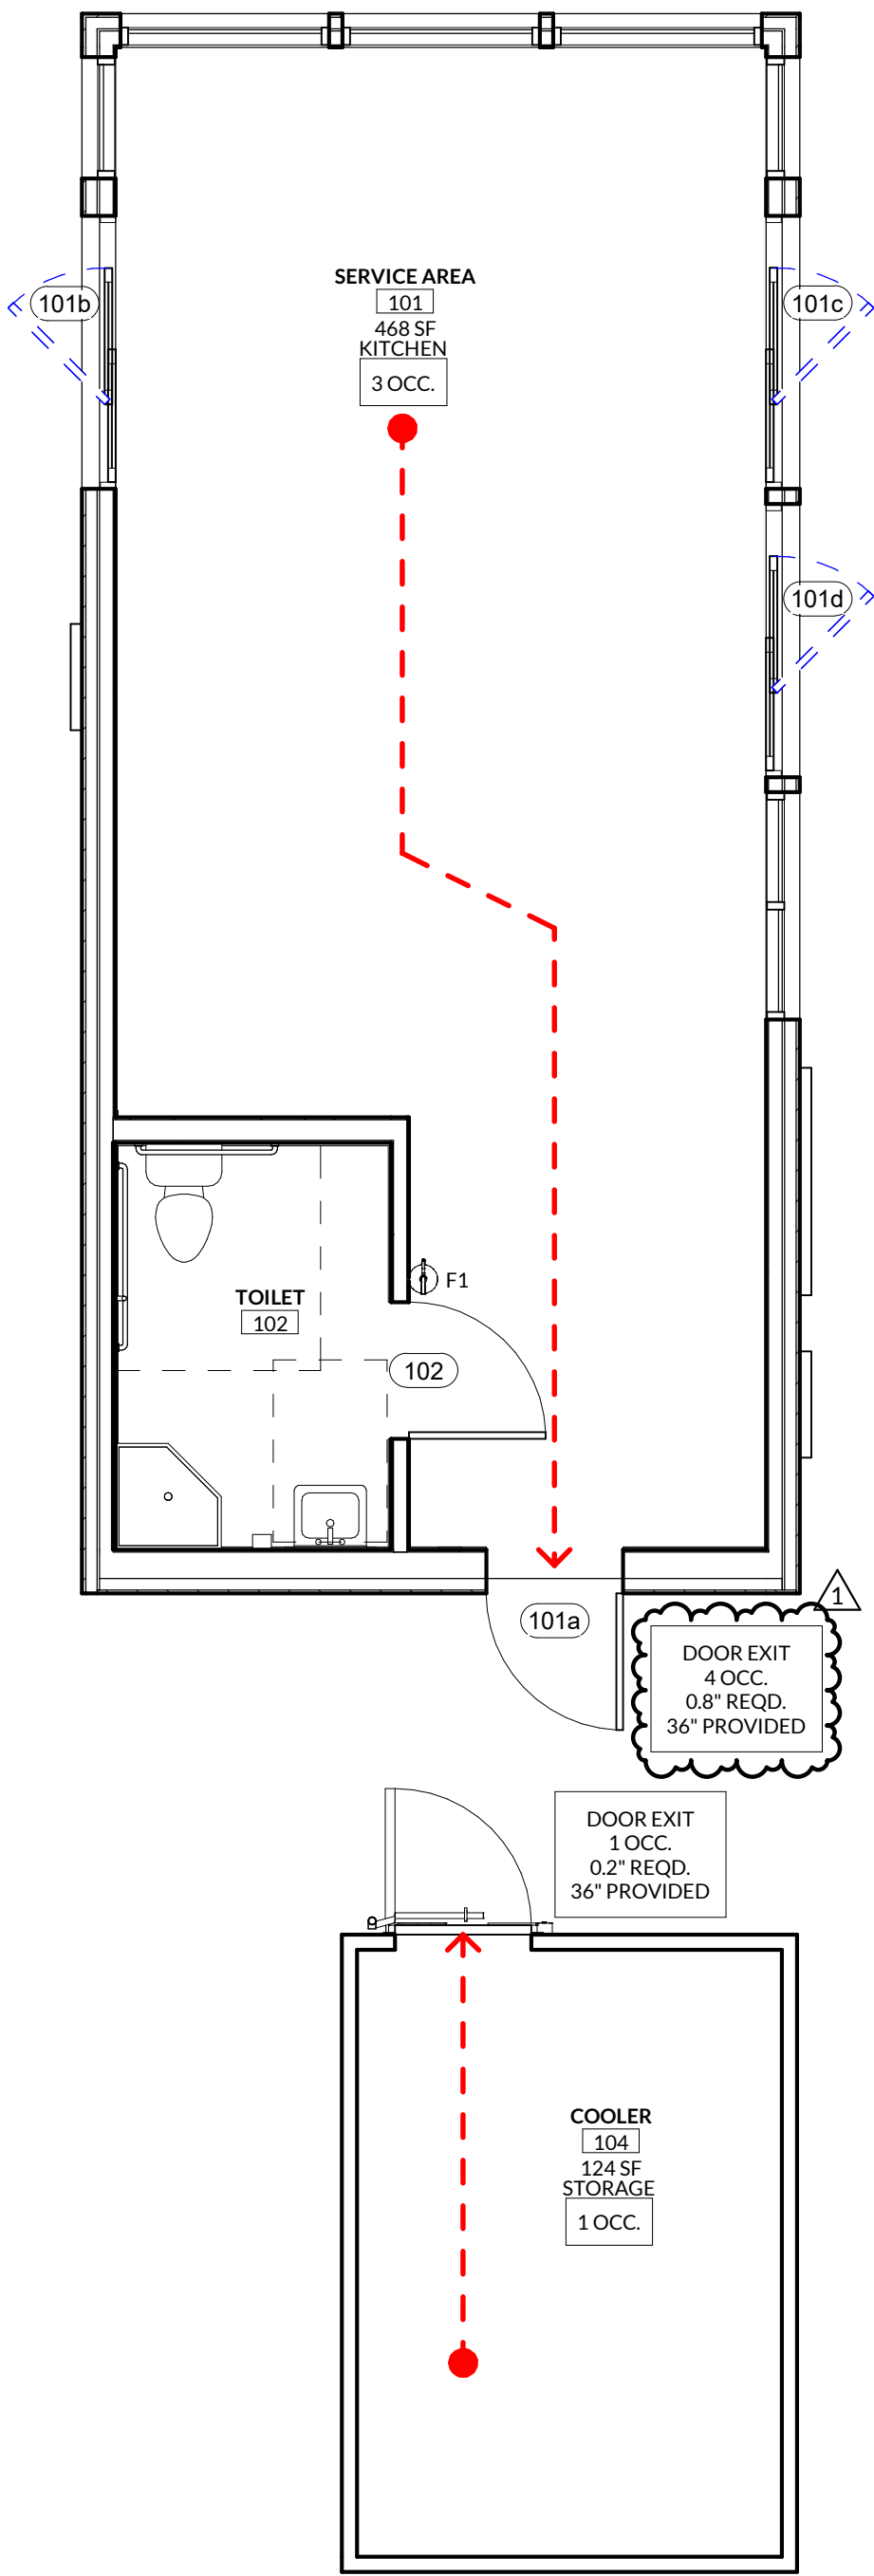 SERVICE AREA
101
468 SF
KITCHEN
3 OCC.
101b
101c
101d
F1
TOILET
102
102
101a
1
DOOR EXIT
4 OCC.
0.8" REQD.
36" PROVIDED
DOOR EXIT
1 OCC.
0.2" REQD.
36" PROVIDED
COOLER
104
124 SF
STORAGE
1 OCC.